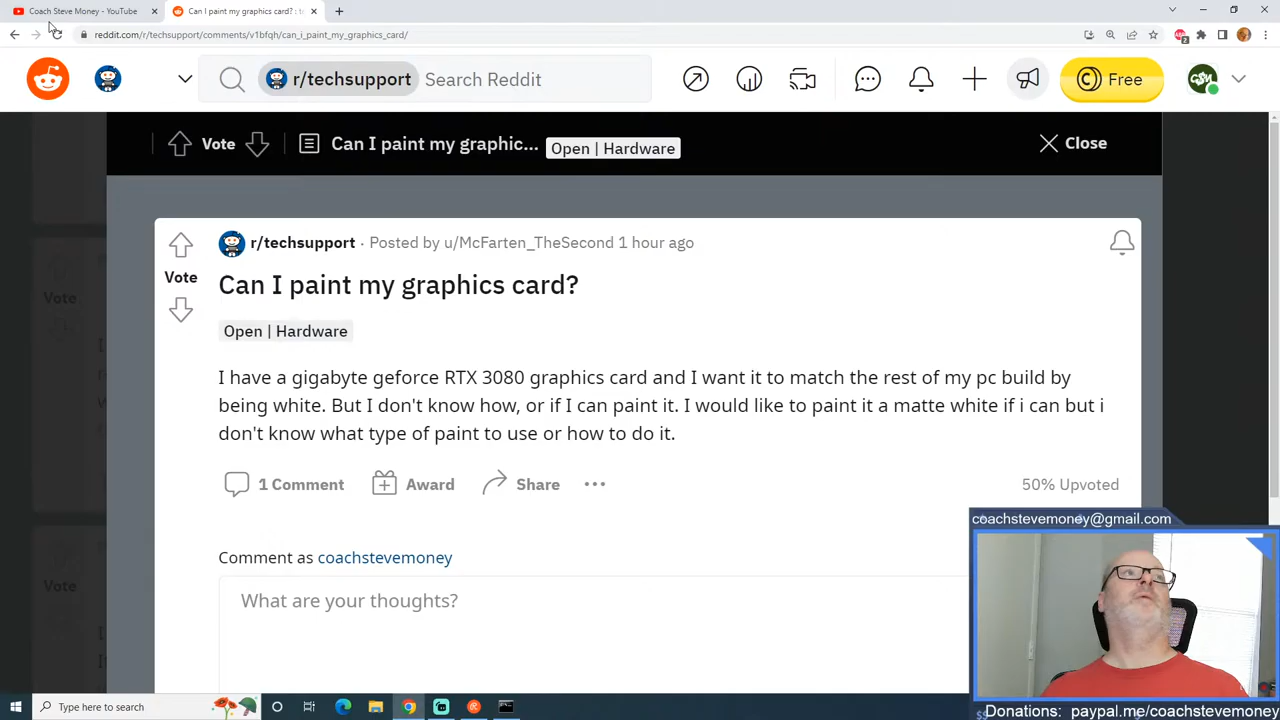 Coach Steve Money - YouTube
Can I paint my graphics card? : te
reddit.com/r/techsupport/comments/v1bfqh/can_i_paint_my_graphics_card/
r/techsupport
Search Reddit
Free
Vote
Can I paint my graphic...
Open | Hardware
Close
r/techsupport · Posted by u/McFarten_TheSecond 1 hour ago
Vote
Can I paint my graphics card?
Open | Hardware
I have a gigabyte geforce RTX 3080 graphics card and I want it to match the rest of my pc build by
being white. But I don't know how, or if I can paint it. I would like to paint it a matte white if i can but i
don't know what type of paint to use or how to do it.
1 Comment
Award
Share
50% Upvoted
Comment as coachstevemoney
What are your thoughts?
Vote
Vote
coachstevemoney@gmail.com
Donations: paypal.me/coachstevemoney
Type here to search